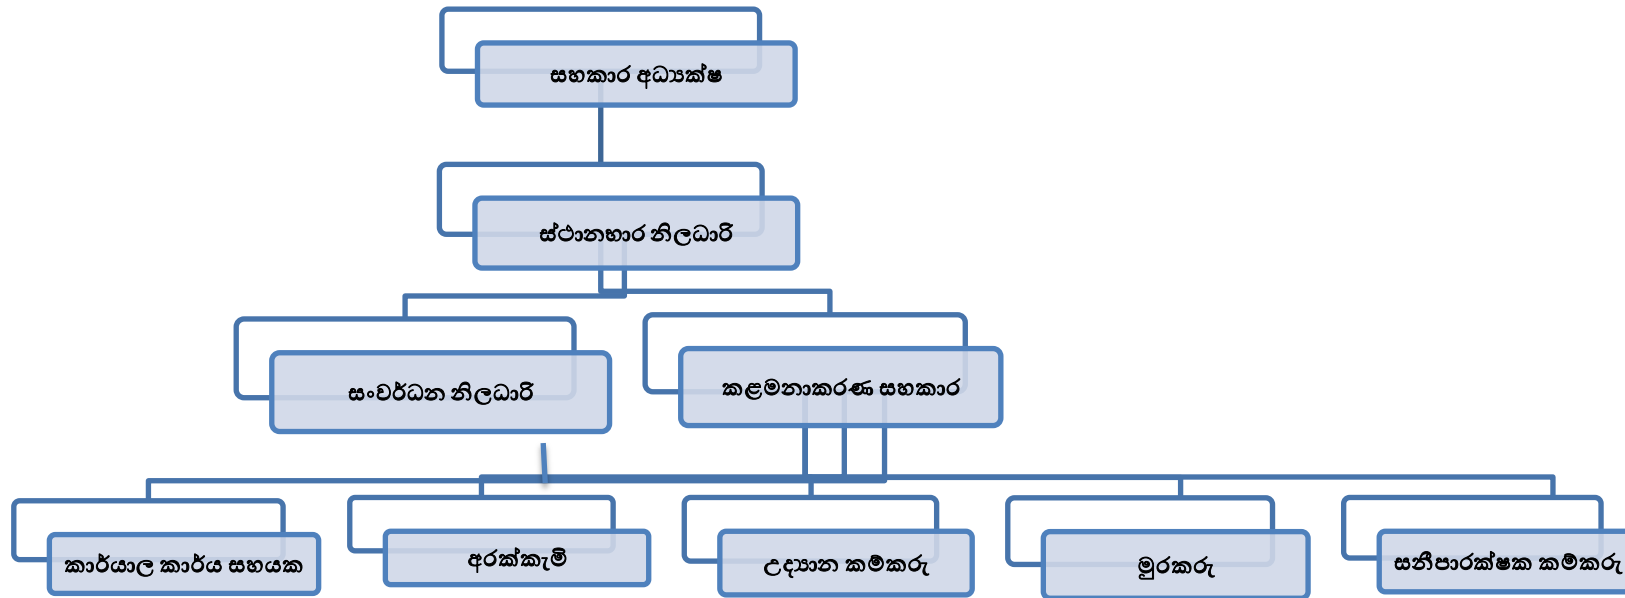 සහකාර අධ්‍යක්ෂ
ස්ථානභාර නිලධාරි
සංවර්ධන නිලධාරි
කළමනාකරණ සහකාර
කාර්යාල කාර්ය සහයක
අරක්කැමි
උද්‍යාන කම්කරු
මුරකරු
සනීපාරක්ෂක කම්කරු